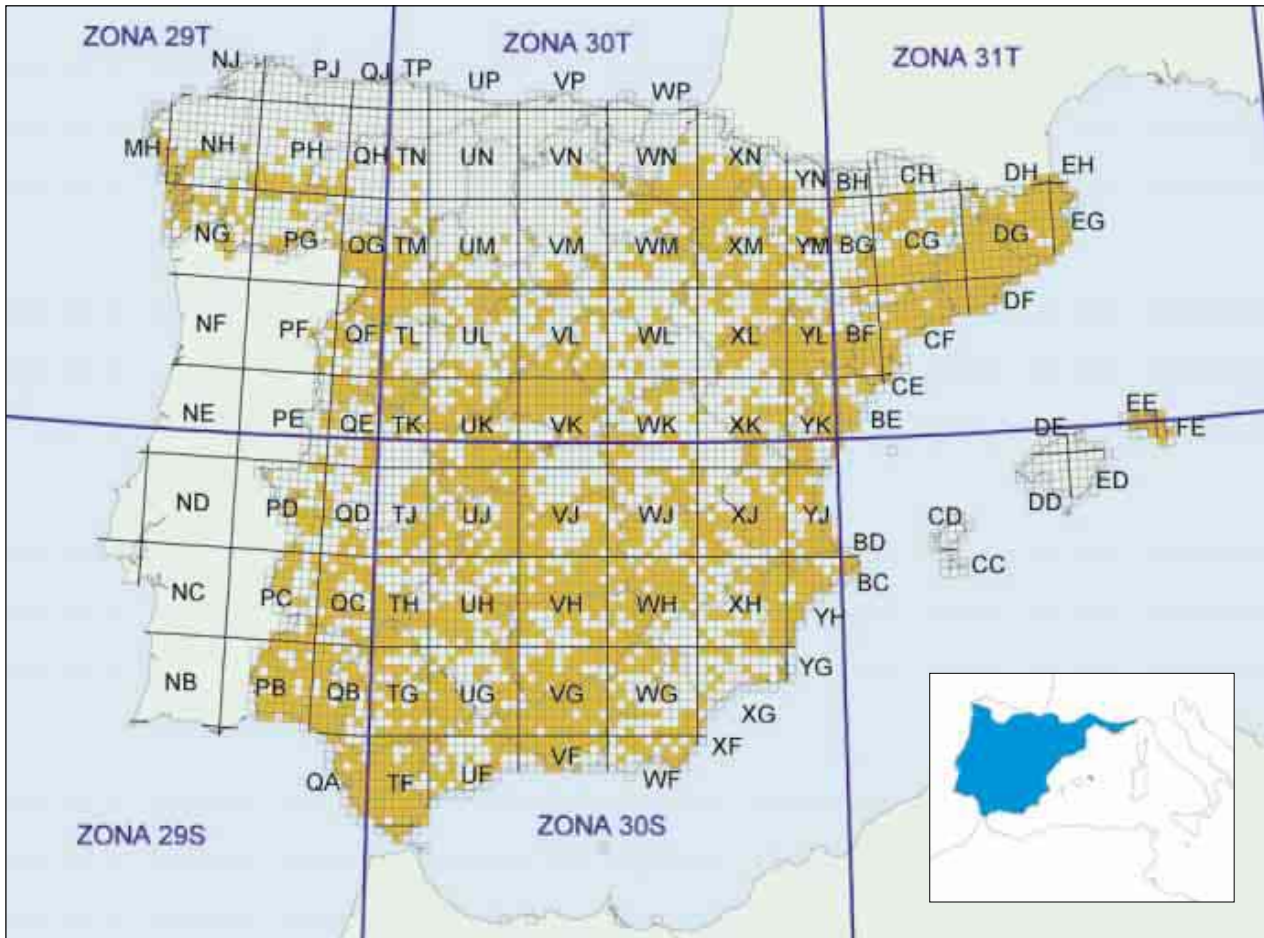 ZONA 29T
ZONA 30T
ZONA 31T
NJ
PJ
QJ
TP
UP
VP
WP
MH
NH
PH
QH
TN
UN
VN
WN
XN
YN
BH
CH
DH
EH
NG
PG
QG
TM
UM
VM
WM
XM
YM
BG
CG
DG
EG
NF
PF
QF
TL
UL
VL
WL
XL
YL
BF
CF
DF
NE
PE
QE
TK
UK
VK
WK
XK
YK
BE
CE
DE
EE
FE
ND
PD
QD
TJ
UJ
VJ
WJ
XJ
YJ
BD
CD
DD
ED
NC
PC
QC
TH
UH
VH
WH
XH
YH
BC
CC
NB
PB
QB
TG
UG
VG
WG
XG
YG
QA
TF
UF
VF
WF
XF
ZONA 29S
ZONA 30S